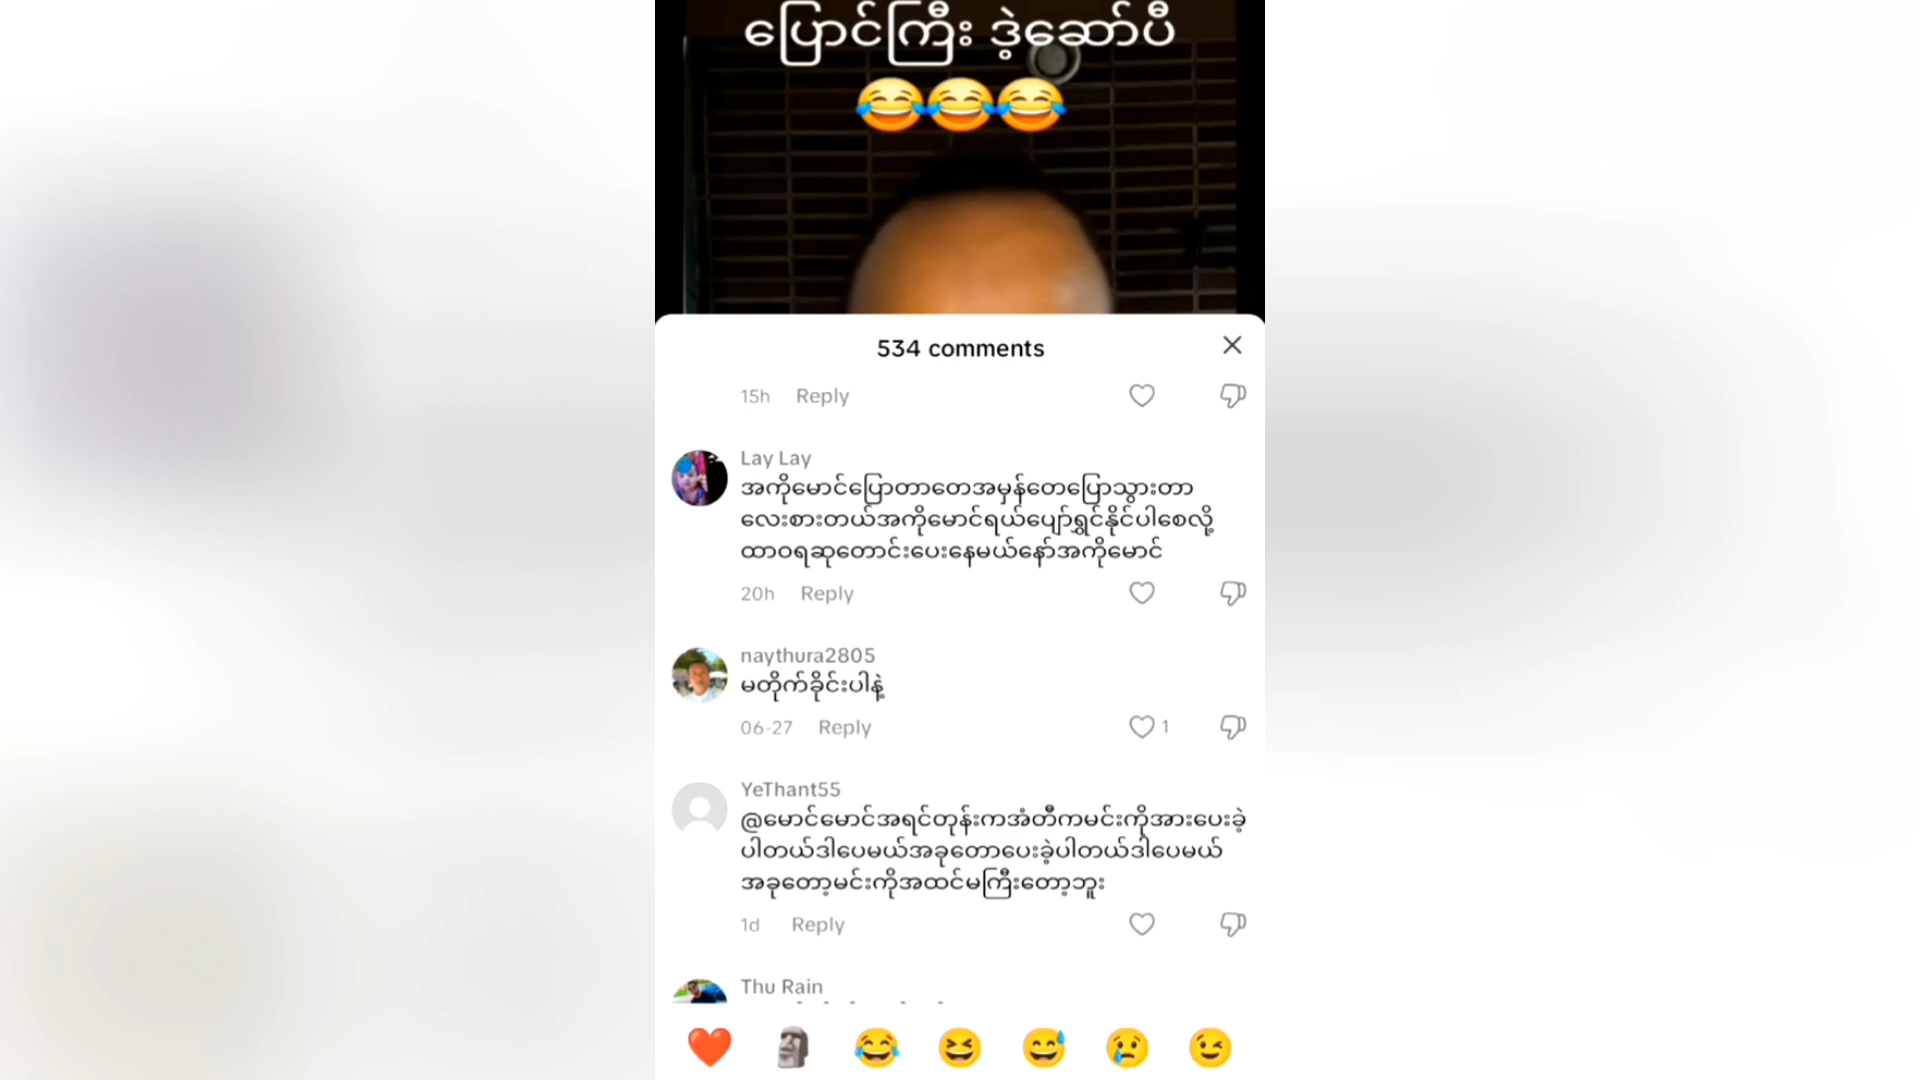 ပြောင်ကြီး ဒဲ့ဆော်ပီ
😂😂😂
534 comments
15h Reply
Lay Lay
အကိုမောင်ပြောတာတေအမှန်တေပြောသွားတာ
လေးစားတယ်အကိုမောင်ရယ်ပျော်ရွှင်နိုင်ပါစေလို့
ထာဝရဆုတောင်းပေးနေမယ်နော်အကိုမောင်
20h Reply
naythura2805
မတိုက်ခိုင်းပါနဲ့
06-27 Reply 1
YeThant55
@မောင်မောင်အရင်တုန်းကအံတီကမင်းကိုအားပေးခဲ့
ပါတယ်ဒါပေမယ်အခုတောပေးခဲ့ပါတယ်ဒါပေမယ်
အခုတော့မင်းကိုအထင်မကြီးတော့ဘူး
1d Reply
Thu Rain